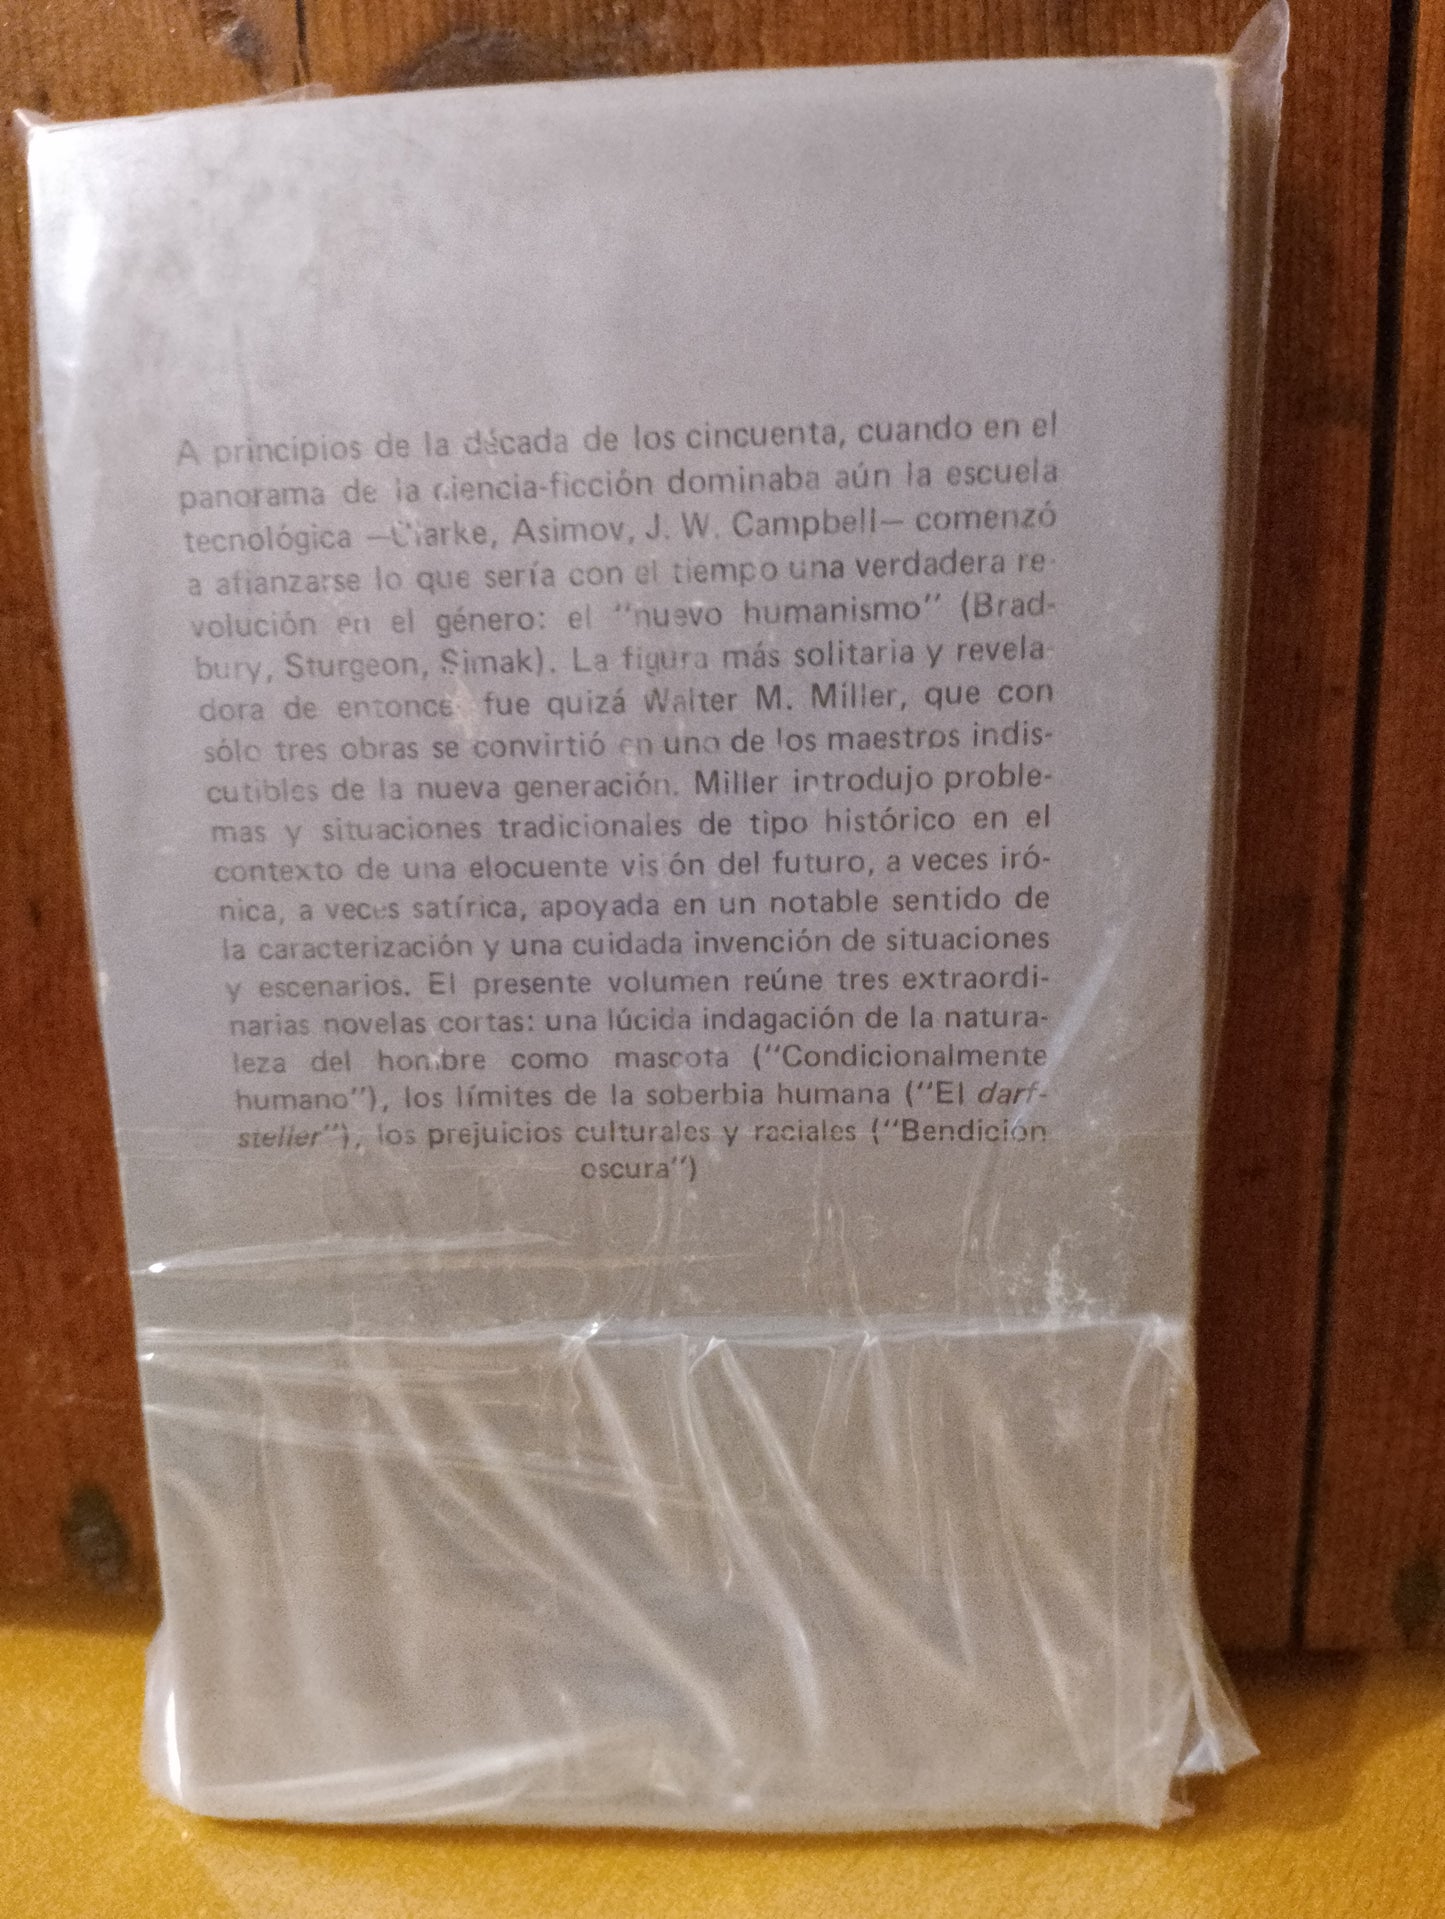 A principios de la década de los cincuenta, cuando en el
panorama de la ciencia-ficción dominaba aún la escuela
tecnológica —Clarke, Asimov, J. W. Campbell— comenzó
a afianzarse lo que sería con el tiempo una verdadera re-
volución en el género: el "nuevo humanismo" (Brad-
bury, Sturgeon, Simak). La figura más solitaria y revela-
dora de entonces fue quizá Walter M. Miller, que con
sólo tres obras se convirtió en uno de los maestros indis-
cutibles de la nueva generación. Miller introdujo proble-
mas y situaciones tradicionales de tipo histórico en el
contexto de una elocuente visión del futuro, a veces iró-
nica, a veces satírica, apoyada en un notable sentido de
la caracterización y una cuidada invención de situaciones
y escenarios. El presente volumen reúne tres extraordi-
narias novelas cortas: una lúcida indagación de la natura-
leza del hombre como mascota ("Condicionalmente
humano"), los límites de la soberbia humana ("El darf-
steller"), los prejuicios culturales y raciales ("Bendición
oscura")